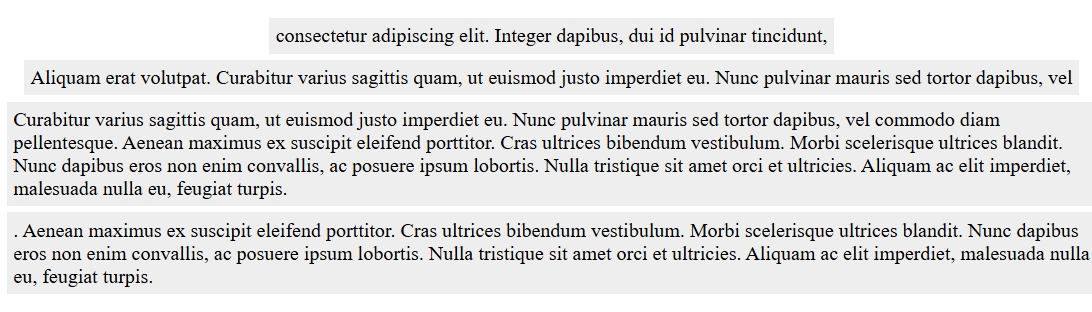 consectetur adipiscing elit. Integer dapibus, dui id pulvinar tincidunt,
Aliquam erat volutpat. Curabitur varius sagittis quam, ut euismod justo imperdiet eu. Nunc pulvinar mauris sed tortor dapibus, vel
Curabitur varius sagittis quam, ut euismod justo imperdiet eu. Nunc pulvinar mauris sed tortor dapibus, vel commodo diam
pellentesque. Aenean maximus ex suscipit eleifend porttitor. Cras ultrices bibendum vestibulum. Morbi scelerisque ultrices blandit.
Nunc dapibus eros non enim convallis, ac posuere ipsum lobortis. Nulla tristique sit amet orci et ultricies. Aliquam ac elit imperdiet,
malesuada nulla eu, feugiat turpis.
. Aenean maximus ex suscipit eleifend porttitor. Cras ultrices bibendum vestibulum. Morbi scelerisque ultrices blandit. Nunc dapibus
eros non enim convallis, ac posuere ipsum lobortis. Nulla tristique sit amet orci et ultricies. Aliquam ac elit imperdiet, malesuada nulla
eu, feugiat turpis.